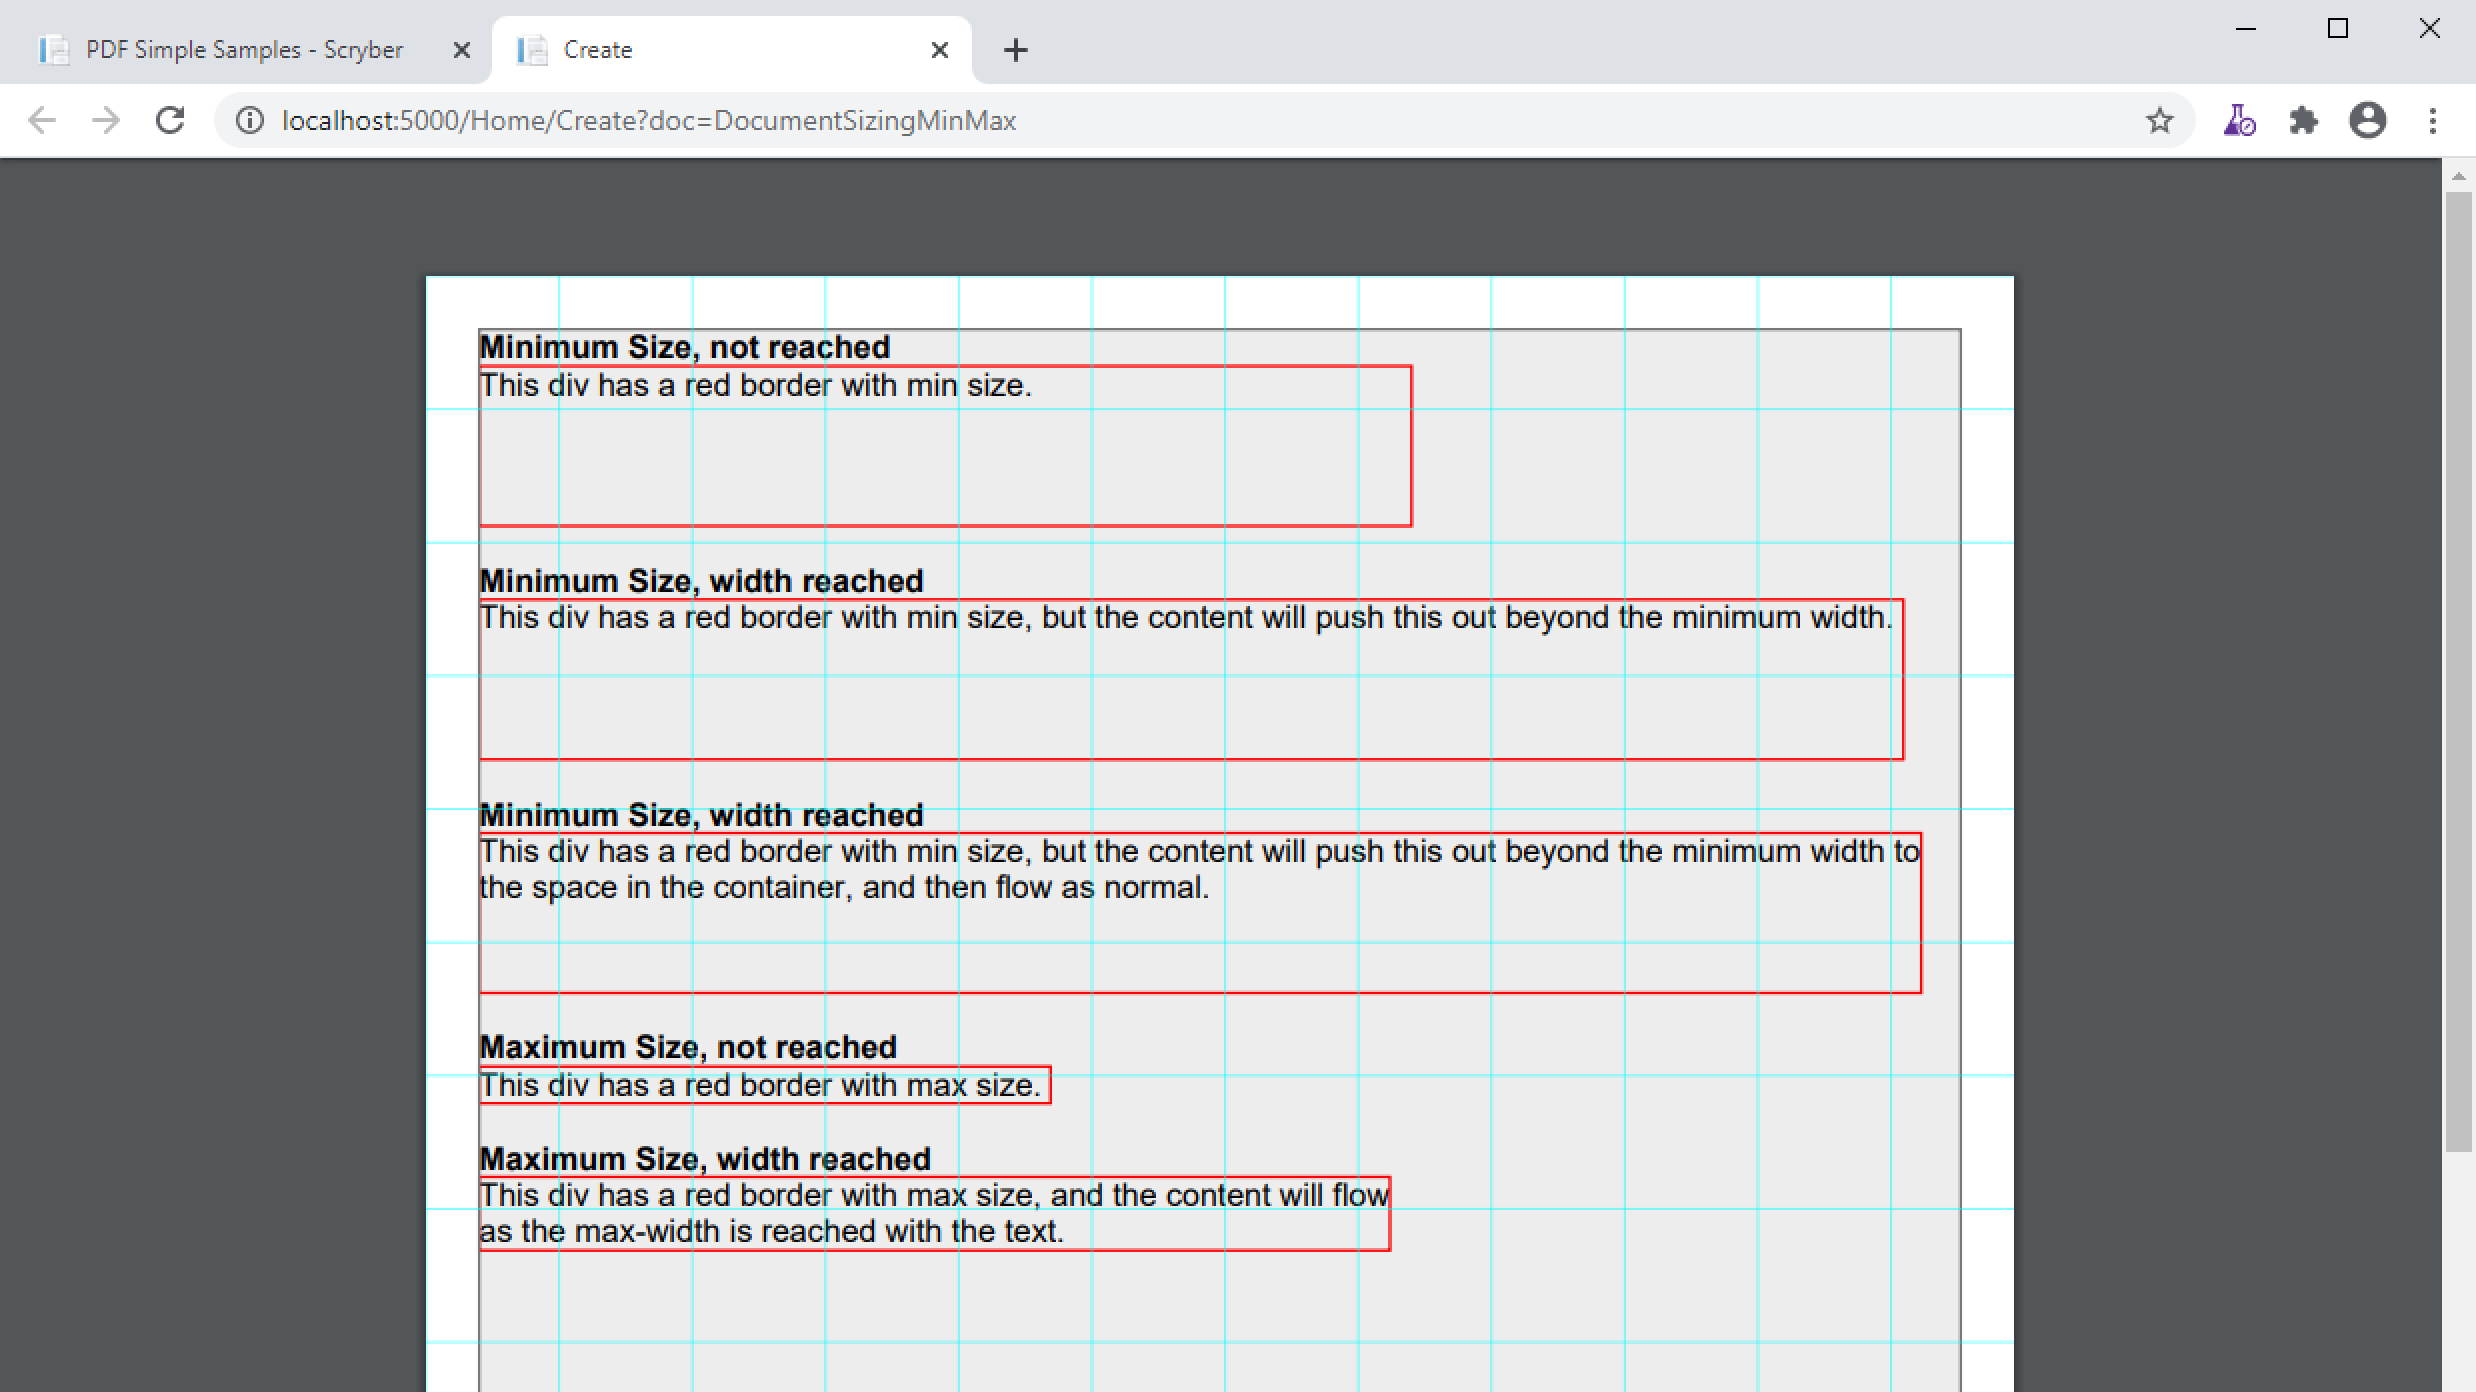 PDF Simple Samples - Scryber
Create
localhost:5000/Home/Create?doc=DocumentSizingMinMax
Minimum Size, not reached
This div has a red border with min size.
Minimum Size, width reached
This div has a red border with min size, but the content will push this out beyond the minimum width.
Minimum Size, width reached
This div has a red border with min size, but the content will push this out beyond the minimum width to
the space in the container, and then flow as normal.
Maximum Size, not reached
This div has a red border with max size.
Maximum Size, width reached
This div has a red border with max size, and the content will flow
as the max-width is reached with the text.